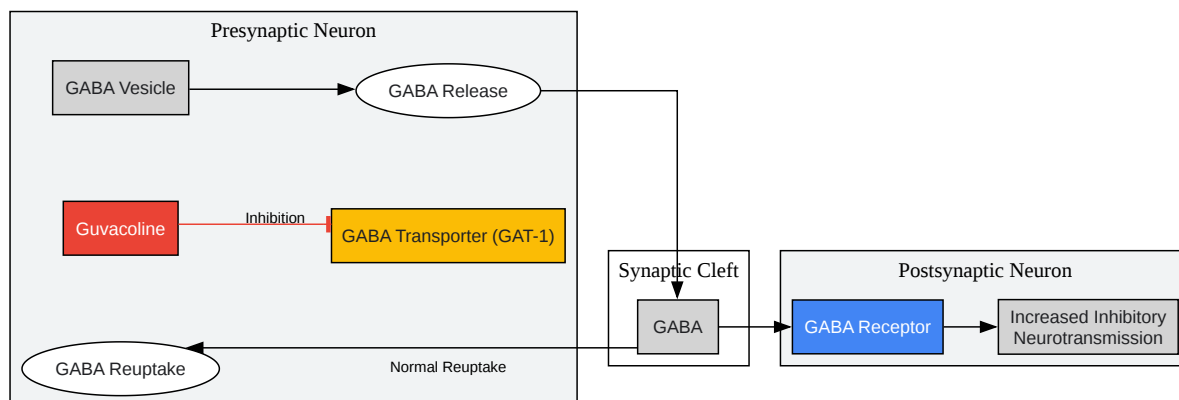 Presynaptic Neuron
GABA Vesicle
GABA Release
Guvacoline
Inhibition
GABA Transporter (GAT-1)
Synaptic Cleft
Postsynaptic Neuron
GABA
GABA Receptor
Increased Inhibitory
Neurotransmission
GABA Reuptake
Normal Reuptake